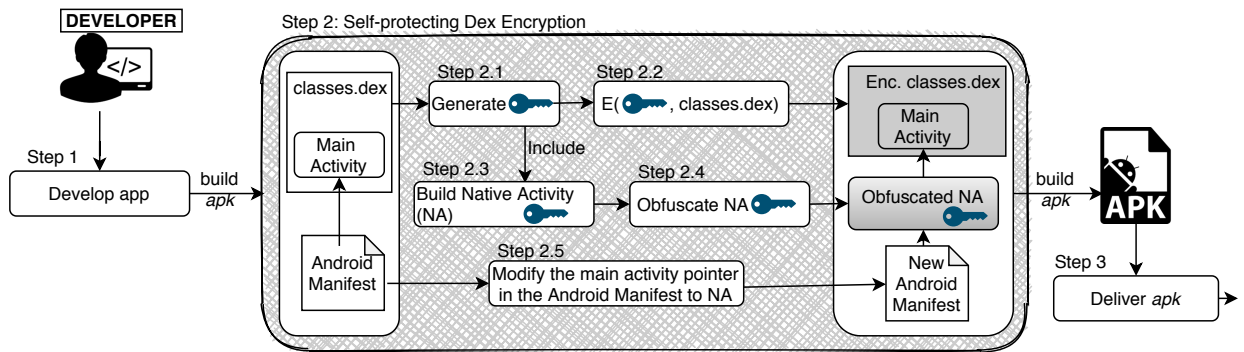 DEVELOPER
</>
Step 1
Develop app
build
apk
Step 2: Self-protecting Dex Encryption
classes.dex
Main
Activity
Android
Manifest
Step 2.1
Generate
Step 2.2
E( , classes.dex)
Include
Step 2.3
Build Native Activity
(NA)
Step 2.4
Obfuscate NA
Step 2.5
Modify the main activity pointer
in the Android Manifest to NA
Enc. classes.dex
Main
Activity
Obfuscated NA
New
Android
Manifest
build
apk
APK
Step 3
Deliver apk